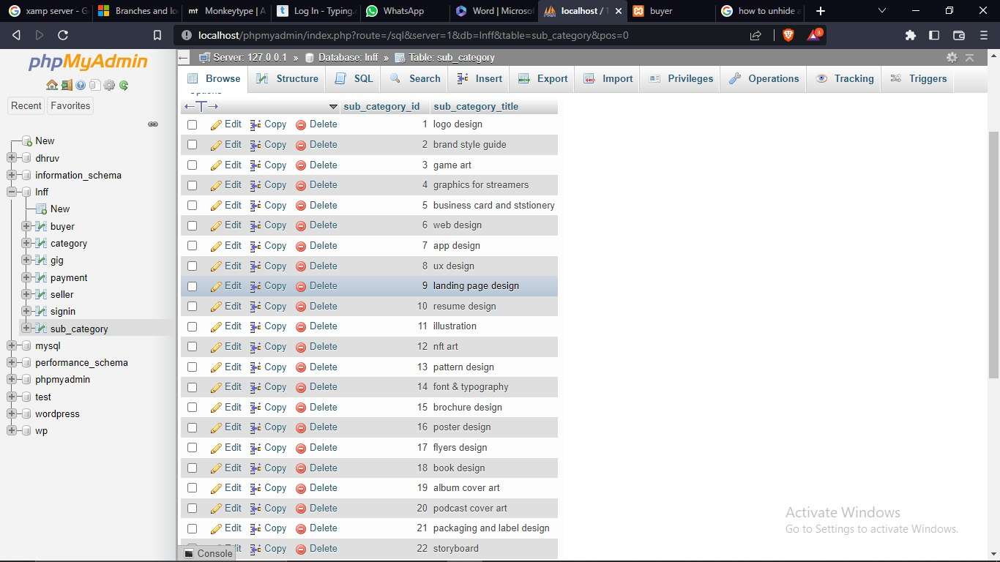 xamp server - G
Branches and lo
Monkeytype | A
Log In - Typing.c
WhatsApp
Word | Microsof
localhost / 1
buyer
how to unhide a
localhost/phpmyadmin/index.php?route=/sql&server=1&db=lnff&table=sub_category&pos=0
3
phpMyAdmin
Recent
Favorites
New
dhruv
information_schema
lnff
New
buyer
category
gig
payment
seller
signin
sub_category
mysql
performance_schema
phpmyadmin
test
wordpress
wp
Server: 127.0.0.1 » Database: lnff » Table: sub_category
Browse Structure SQL Search Insert Export Import Privileges Operations Tracking Triggers
sub_category_id sub_category_title
Edit Copy Delete 1 logo design
Edit Copy Delete 2 brand style guide
Edit Copy Delete 3 game art
Edit Copy Delete 4 graphics for streamers
Edit Copy Delete 5 business card and ststionery
Edit Copy Delete 6 web design
Edit Copy Delete 7 app design
Edit Copy Delete 8 ux design
Edit Copy Delete 9 landing page design
Edit Copy Delete 10 resume design
Edit Copy Delete 11 illustration
Edit Copy Delete 12 nft art
Edit Copy Delete 13 pattern design
Edit Copy Delete 14 font & typography
Edit Copy Delete 15 brochure design
Edit Copy Delete 16 poster design
Edit Copy Delete 17 flyers design
Edit Copy Delete 18 book design
Edit Copy Delete 19 album cover art
Edit Copy Delete 20 podcast cover art
Edit Copy Delete 21 packaging and label design
Copy Delete 22 storyboard
Console
Activate Windows
Go to Settings to activate Windows.